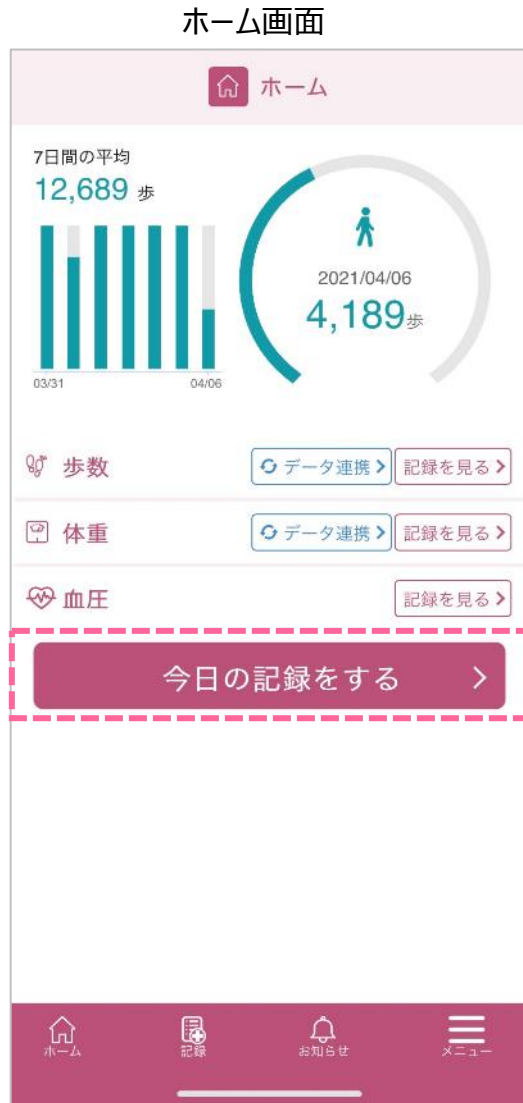 ホーム画面
ホーム
7日間の平均
12,689 歩
03/31
04/06
2021/04/06
4,189歩
歩数
データ連携
記録を見る
体重
データ連携
記録を見る
血圧
記録を見る
今日の記録をする
ホーム
記録
お知らせ
メニュー